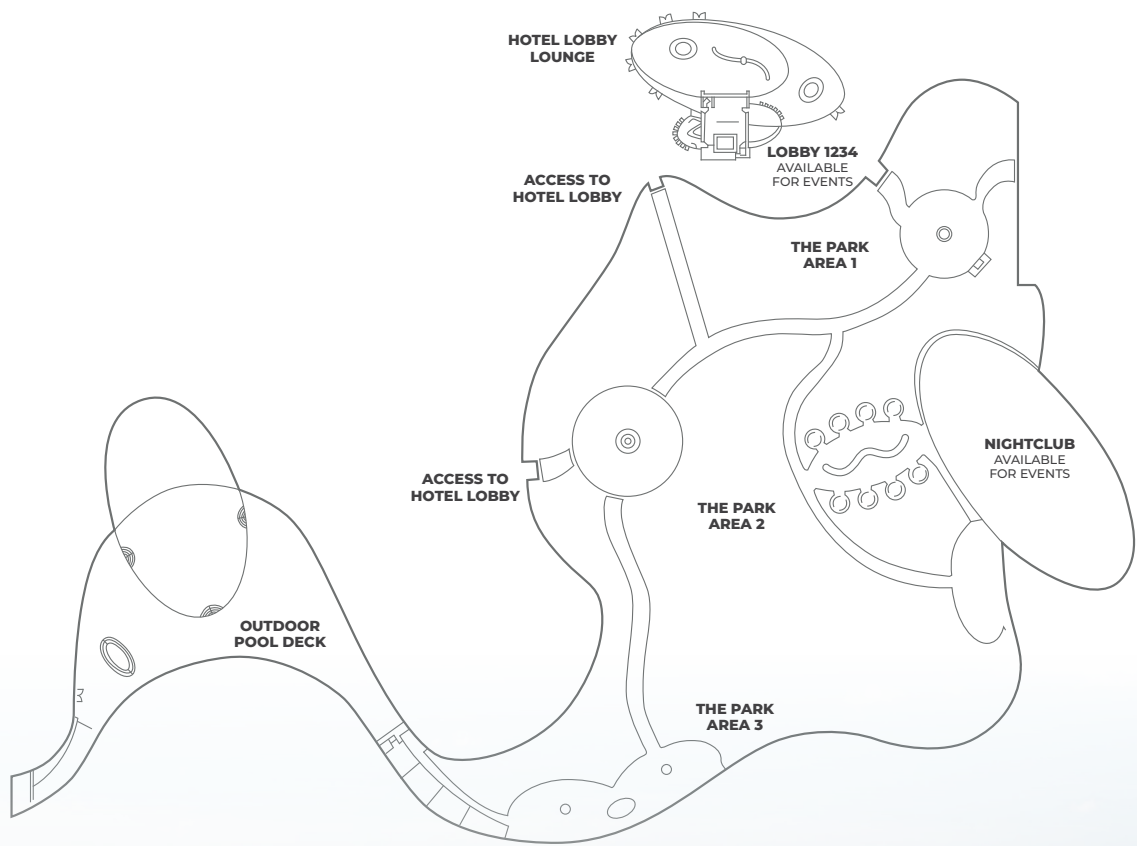 HOTEL LOBBY
LOUNGE
LOBBY 1234
AVAILABLE
FOR EVENTS
ACCESS TO
HOTEL LOBBY
THE PARK
AREA 1
NIGHTCLUB
AVAILABLE
FOR EVENTS
ACCESS TO
HOTEL LOBBY
THE PARK
AREA 2
OUTDOOR
POOL DECK
THE PARK
AREA 3